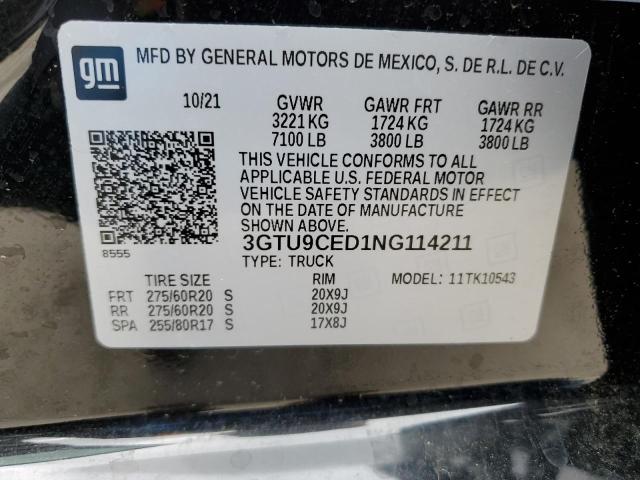 gm
MFD BY GENERAL MOTORS DE MEXICO, S. DE R.L. DE C.V.
10/21 GVWR GAWR FRT GAWR RR
3221 KG 1724 KG 1724 KG
7100 LB 3800 LB 3800 LB
THIS VEHICLE CONFORMS TO ALL
APPLICABLE U.S. FEDERAL MOTOR
VEHICLE SAFETY STANDARDS IN EFFECT
ON THE DATE OF MANUFACTURE
SHOWN ABOVE.
8555 3GTU9CED1NG114211
TYPE: TRUCK
TIRE SIZE RIM MODEL: 11TK10543
FRT 275/60R20 S 20X9J
RR 275/60R20 S 20X9J
SPA 255/80R17 S 17X8J